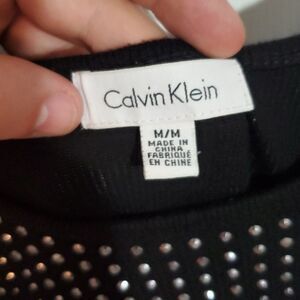 Calvin Klein
M/M
MADE IN
CHINA
FABRIQUÉ
EN CHINE